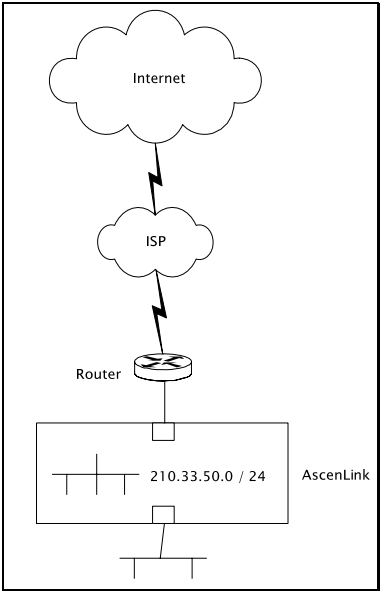 Internet
ISP
Router
210.33.50.0 / 24
AscenLink